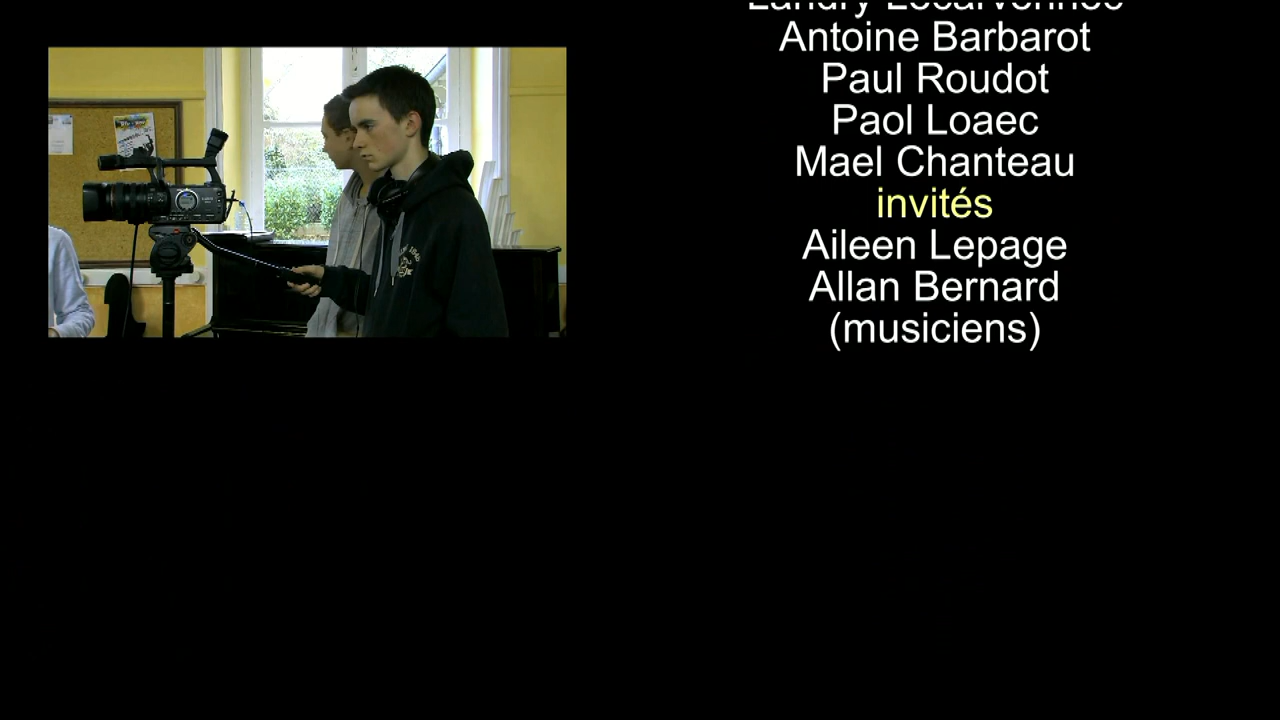 Antoine Barbarot
Paul Roudot
Paol Loaec
Mael Chanteau
invités
Aileen Lepage
Allan Bernard
(musiciens)